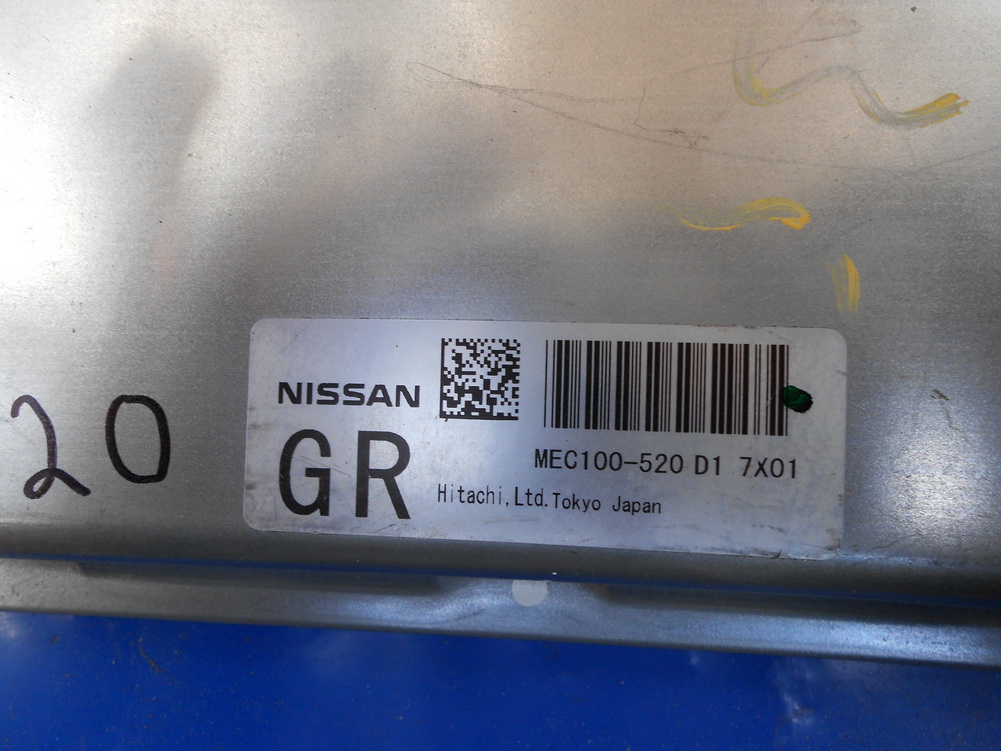 20
NISSAN
GR
MEC100-520 D1 7X01
Hitachi,Ltd.Tokyo Japan